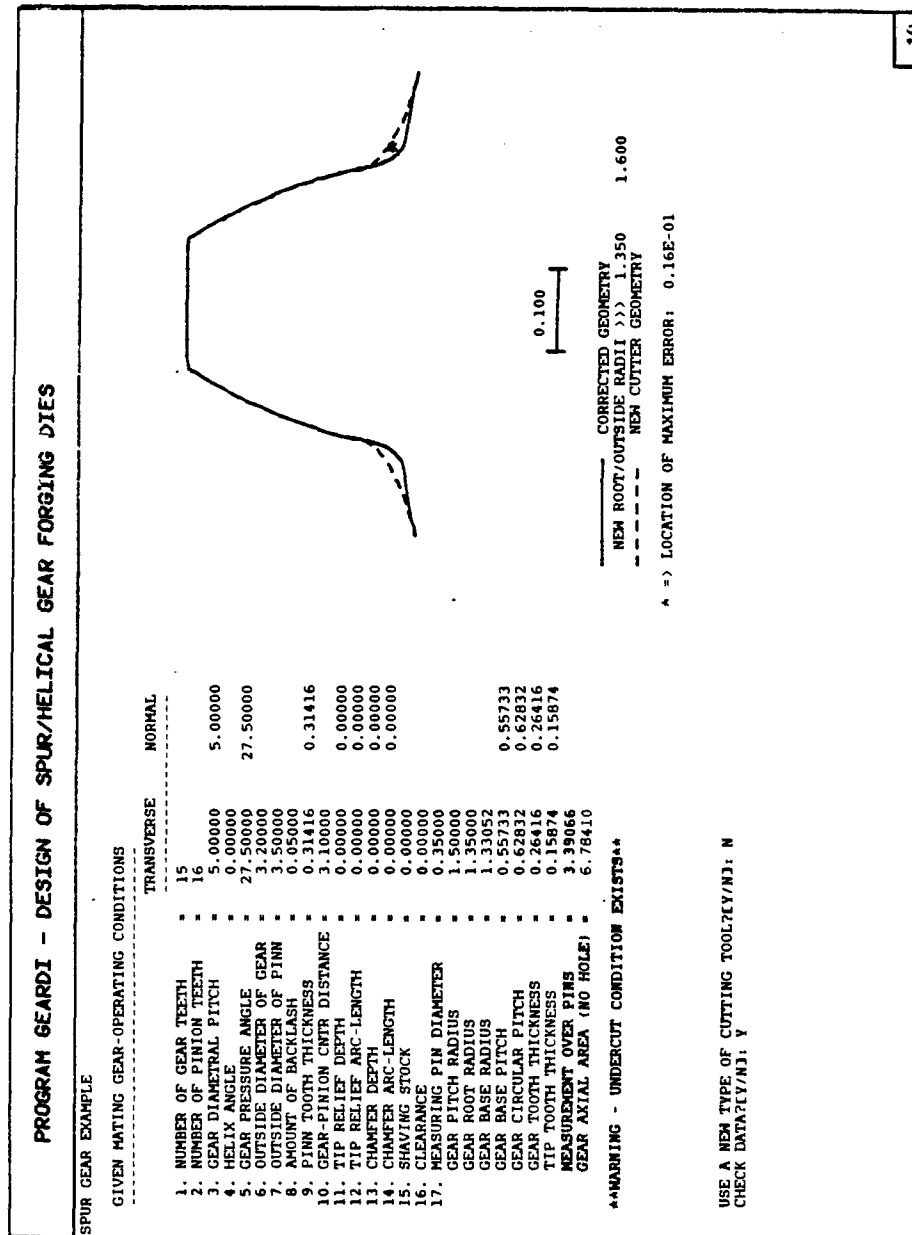 PROGRAM GEARDI - DESIGN OF SPUR/HELICAL GEAR FORGING DIES
SPUR GEAR EXAMPLE
GIVEN MATING GEAR-OPERATING CONDITIONS
TRANSVERSE NORMAL
1. NUMBER OF GEAR TEETH = 15
2. NUMBER OF PINION TEETH = 16
3. GEAR DIAMETRAL PITCH = 5.00000 5.00000
4. HELIX ANGLE = 0.00000
5. GEAR PRESSURE ANGLE = 27.50000 27.50000
6. OUTSIDE DIAMETER OF GEAR = 3.20000
7. OUTSIDE DIAMETER OF PINN = 3.50000
8. AMOUNT OF BACKLASH = 0.05000
9. PINN TOOTH THICKNESS = 0.31416 0.31416
10. GEAR-PINION CNTR DISTANCE = 3.10000
11. TIP RELIEF DEPTH = 0.00000 0.00000
12. TIP RELIEF ARC-LENGTH = 0.00000 0.00000
13. CHAMFER DEPTH = 0.00000 0.00000
14. CHAMFER ARC-LENGTH = 0.00000 0.00000
15. SHAVING STOCK = 0.00000
16. CLEARANCE = 0.00000
17. MEASURING PIN DIAMETER = 0.35000
GEAR PITCH RADIUS = 1.50000
GEAR ROOT RADIUS = 1.35000
GEAR BASE RADIUS = 1.33052
GEAR BASE PITCH = 0.55733 0.55733
GEAR CIRCULAR PITCH = 0.62832 0.62832
GEAR TOOTH THICKNESS = 0.26416 0.26416
TIP TOOTH THICKNESS = 0.15874 0.15874
MEASUREMENT OVER PINS = 3.39066
GEAR AXIAL AREA (NO HOLE) = 6.78410
**WARNING - UNDERCUT CONDITION EXISTS**
USE A NEW TYPE OF CUTTING TOOL?[Y/N]: N
CHECK DATA?[Y/N]: Y
0.100
CORRECTED GEOMETRY
NEW ROOT/OUTSIDE RADII >>> 1.350 1.600
NEW CUTTER GEOMETRY
* => LOCATION OF MAXIMUM ERROR: 0.16E-01